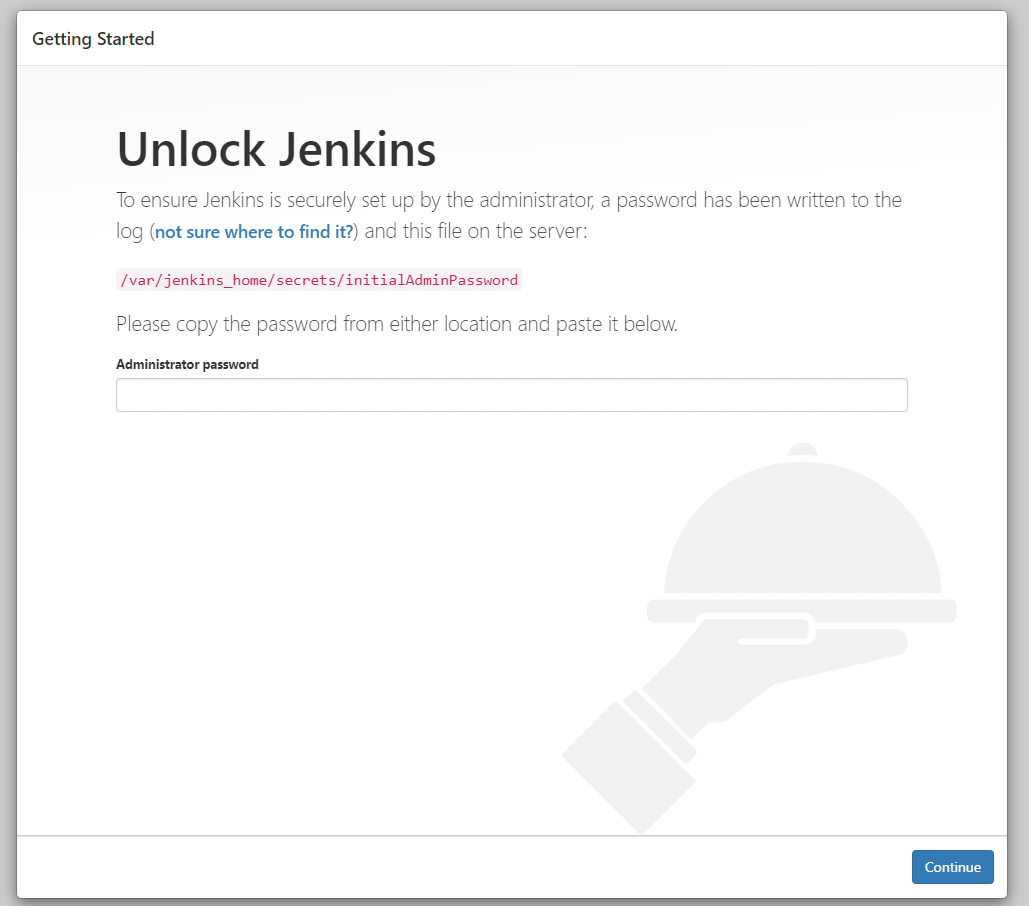 Getting Started
Unlock Jenkins
To ensure Jenkins is securely set up by the administrator, a password has been written to the
log (not sure where to find it?) and this file on the server:
/var/jenkins_home/secrets/initialAdminPassword
Please copy the password from either location and paste it below.
Administrator password
Continue